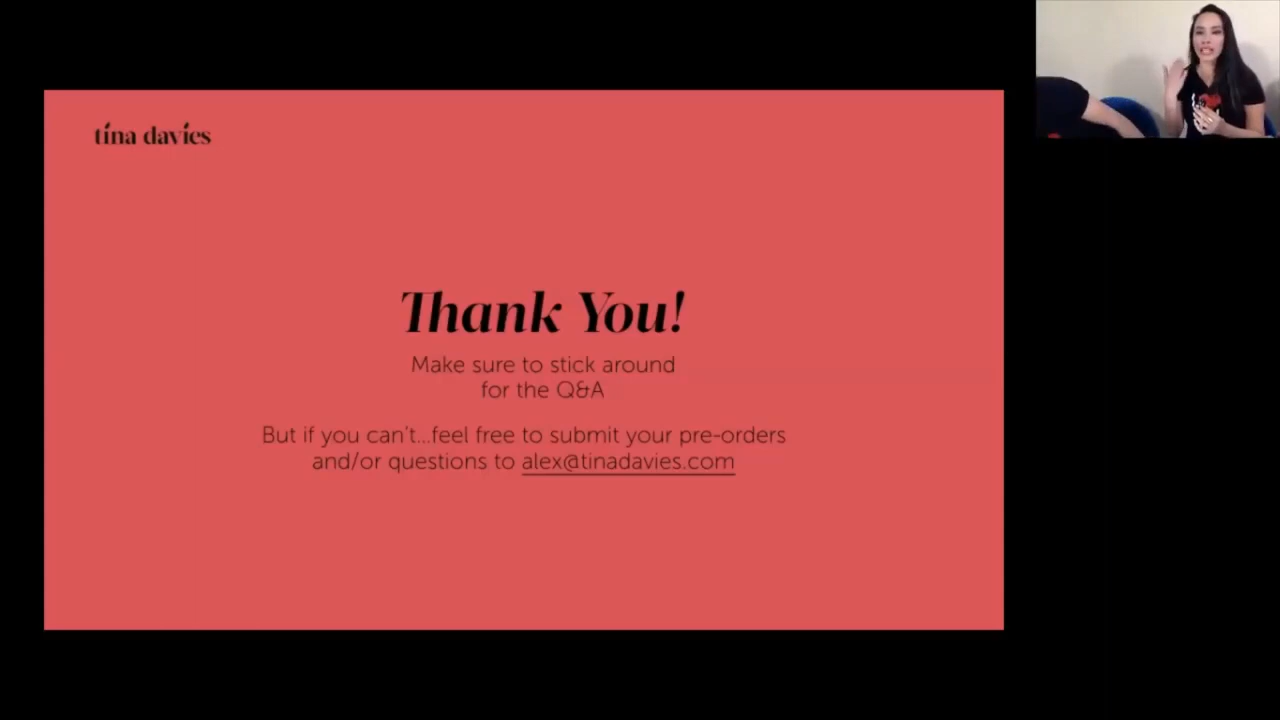 tina davies
Thank You!
Make sure to stick around
for the Q&A
But if you can't...feel free to submit your pre-orders
and/or questions to alex@tinadavies.com